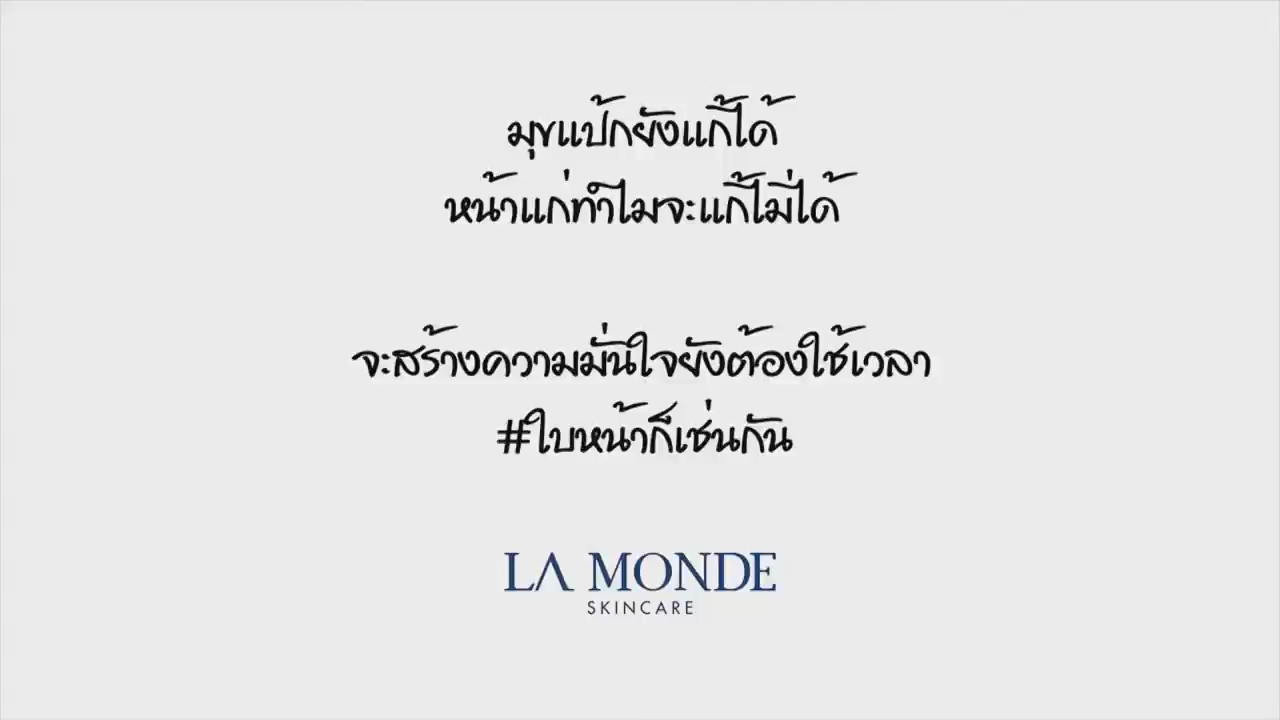 มุขแป้กยังแก้ได้
หน้าแก่ทำไมจะแก้ไม่ได้
จะสร้างความมั่นใจยังต้องใช้เวลา
#ใบหน้าก็เช่นกัน
LA MONDE
SKINCARE